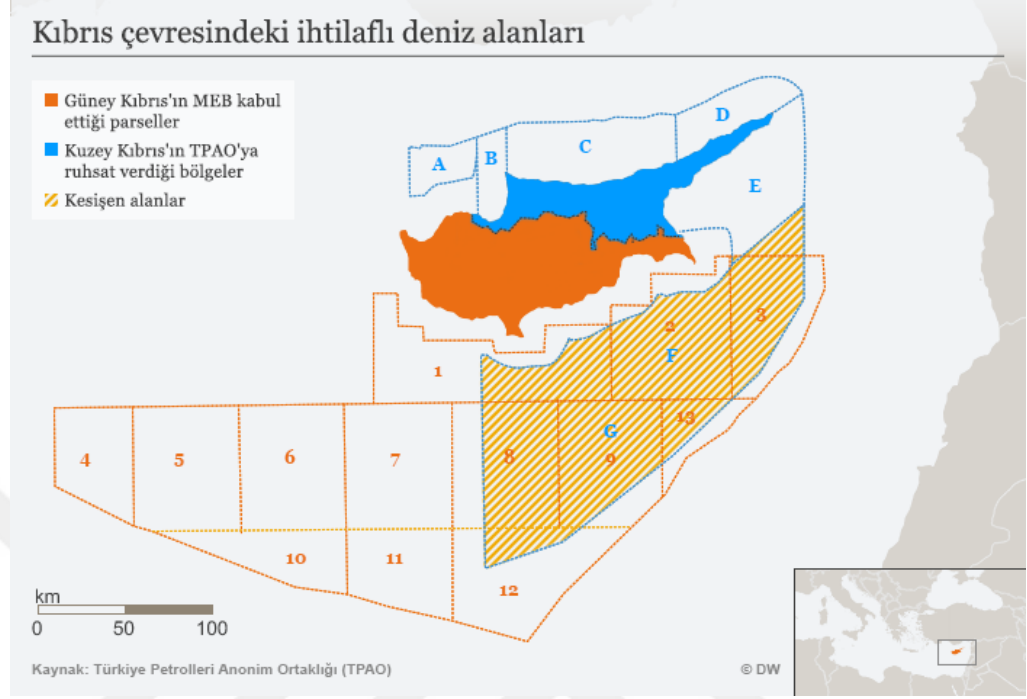 Kıbrıs çevresindeki ihtilaflı deniz alanları
Güney Kıbrıs'ın MEB kabul
ettiği parseller
Kuzey Kıbrıs'ın TPAO'ya
ruhsat verdiği bölgeler
Kesişen alanlar
A
B
C
D
E
1
2
3
F
4
5
6
7
8
G
9
13
10
11
12
km
0 50 100
Kaynak: Türkiye Petrolleri Anonim Ortaklığı (TPAO)
© DW